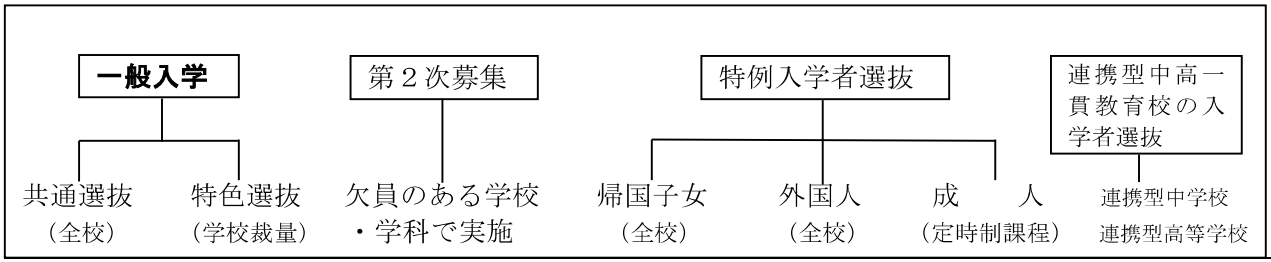 一般入学
第２次募集
特例入学者選抜
連携型中高一
貫教育校の入
学者選抜
共通選抜
（全校）
特色選抜
（学校裁量）
欠員のある学校
・学科で実施
帰国子女
（全校）
外国人
（全校）
成　　人
（定時制課程）
連携型中学校
連携型高等学校